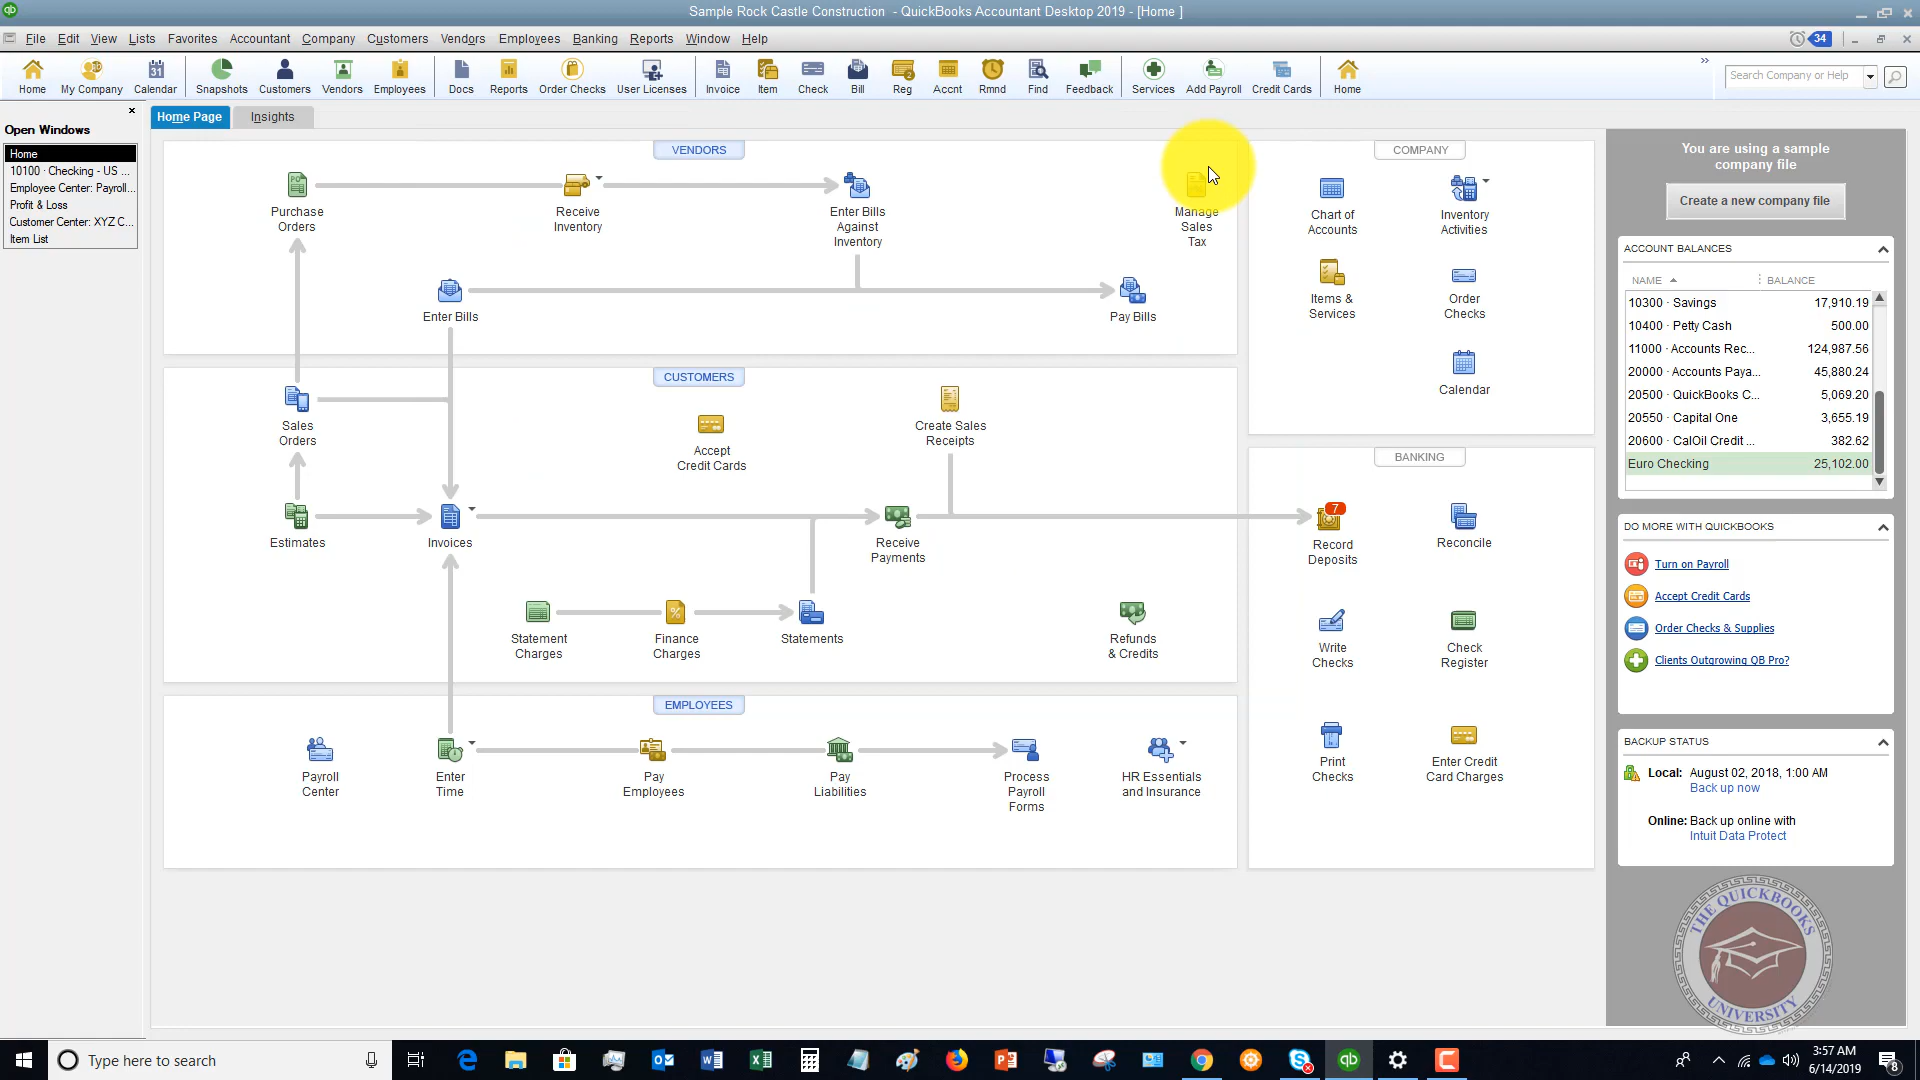 Sample Rock Castle Construction - QuickBooks Accountant Desktop 2019 - [Home ]
File Edit View Lists Favorites Accountant Company Customers Vendors Employees Banking Reports Window Help
34
Home My Company Calendar Snapshots Customers Vendors Employees Docs Reports Order Checks User Licenses Invoice Item Check Bill Reg Accnt Rmnd Find Feedback Services Add Payroll Credit Cards Home
Search Company or Help
Open Windows
Home
10100 · Checking - US ...
Employee Center: Payroll...
Profit & Loss
Customer Center: XYZ C...
Item List
Home Page Insights
VENDORS
Purchase
Orders
Receive
Inventory
Enter Bills
Against
Inventory
Manage
Sales
Tax
Enter Bills
Pay Bills
CUSTOMERS
Sales
Orders
Accept
Credit Cards
Create Sales
Receipts
Estimates
Invoices
Receive
Payments
Statement
Charges
Finance
Charges
Statements
Refunds
& Credits
EMPLOYEES
Payroll
Center
Enter
Time
Pay
Employees
Pay
Liabilities
Process
Payroll
Forms
HR Essentials
and Insurance
COMPANY
Chart of
Accounts
Inventory
Activities
Items &
Services
Order
Checks
Calendar
BANKING
7
Record
Deposits
Reconcile
Write
Checks
Check
Register
Print
Checks
Enter Credit
Card Charges
You are using a sample
company file
Create a new company file
ACCOUNT BALANCES
NAME BALANCE
10300 · Savings 17,910.19
10400 · Petty Cash 500.00
11000 · Accounts Rec... 124,987.56
20000 · Accounts Paya... 45,880.24
20500 · QuickBooks C... 5,069.20
20550 · Capital One 3,655.19
20600 · CalOil Credit ... 382.62
Euro Checking 25,102.00
DO MORE WITH QUICKBOOKS
Turn on Payroll
Accept Credit Cards
Order Checks & Supplies
Clients Outgrowing QB Pro?
BACKUP STATUS
Local: August 02, 2018, 1:00 AM
Back up now
Online: Back up online with
Intuit Data Protect
THE QUICKBOOKS
UNIVERSITY
Type here to search
3:57 AM
6/14/2019
8